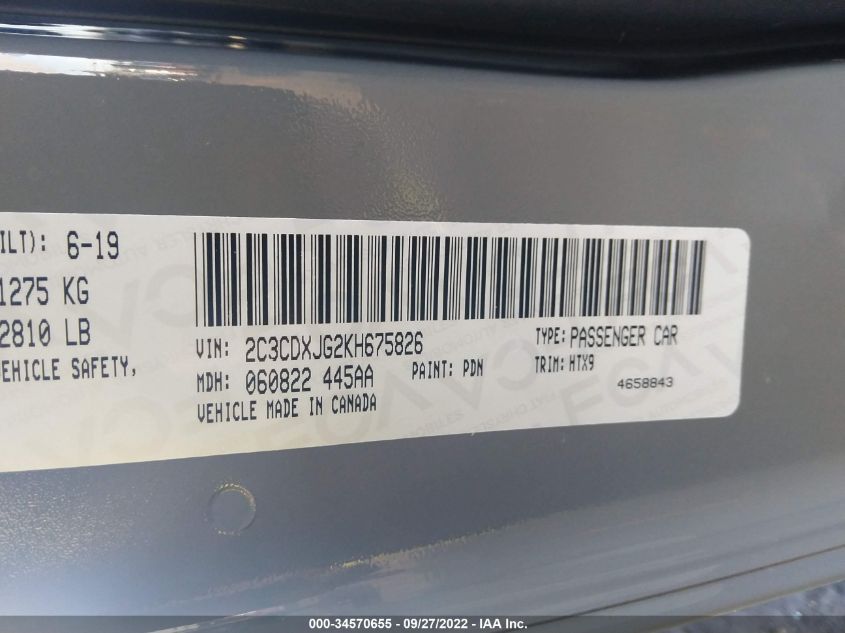 ILT): 6-19
1275 KG
2810 LB
EHICLE SAFETY,
VIN: 2C3CDXJG2KH675826
TYPE: PASSENGER CAR
MDH: 060822 445AA
PAINT: PDN
TRIM: HTX9
VEHICLE MADE IN CANADA
4658843
000-34570655 - 09/27/2022 - IAA Inc.